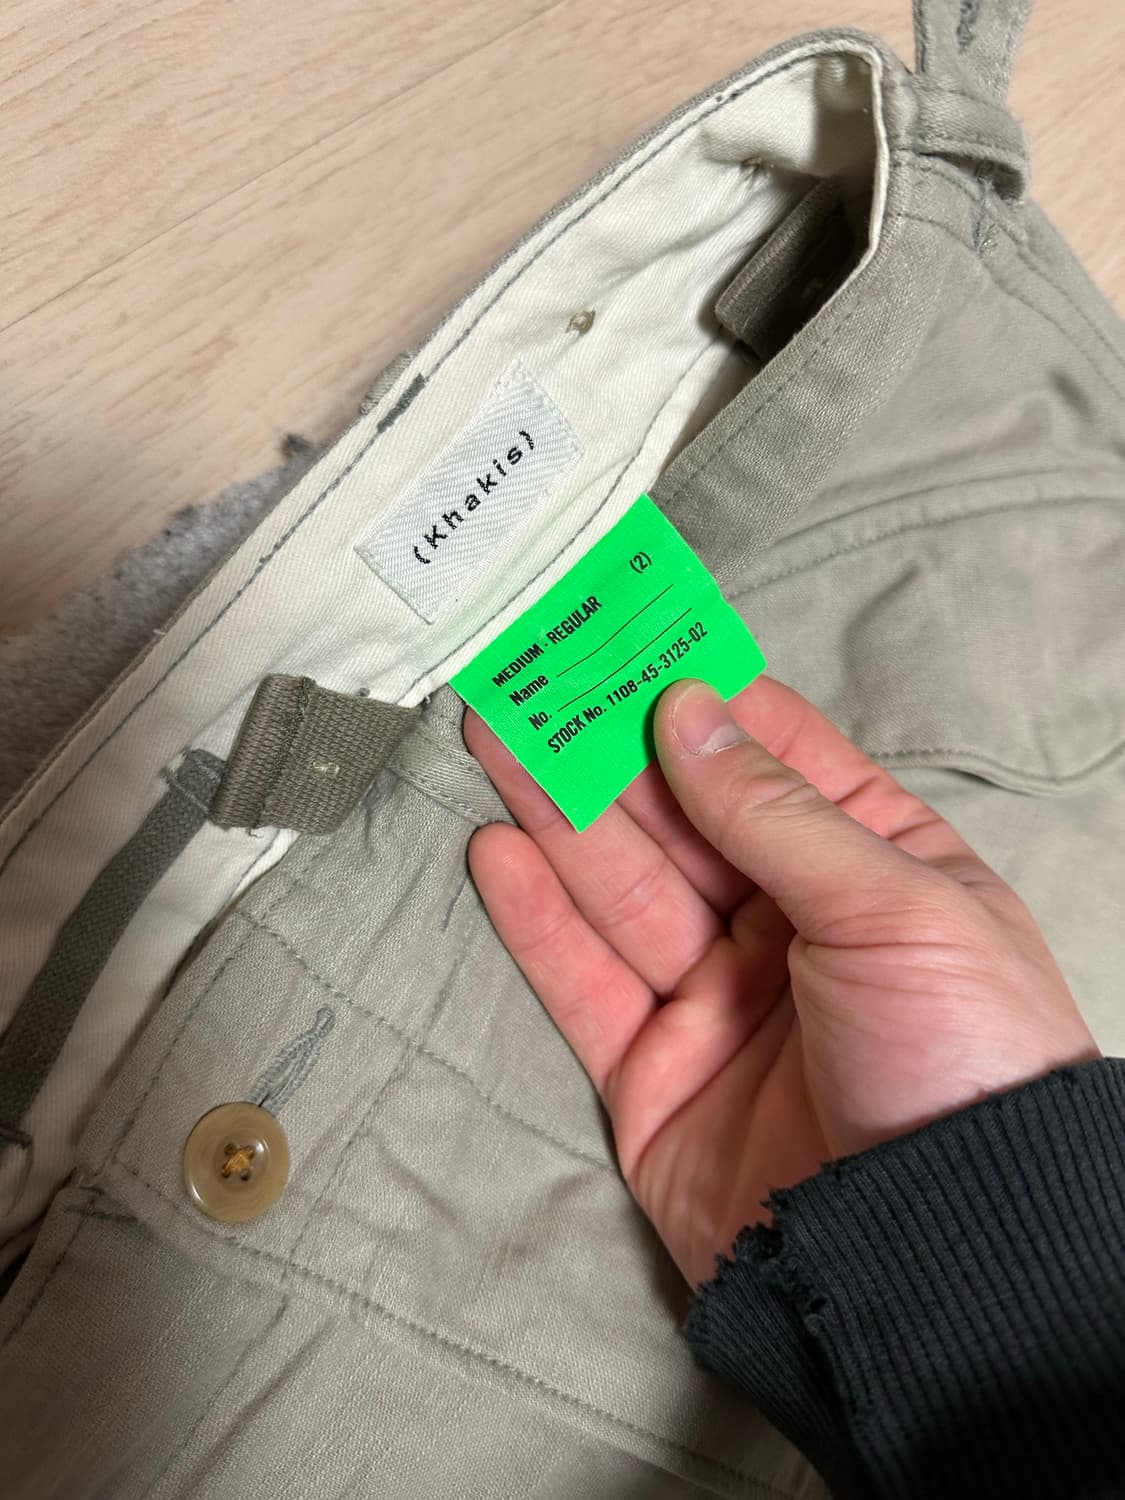 (Khakis)
(2)
MEDIUM · REGULAR
Name
No.
STOCK No. 1108-45-3125-02